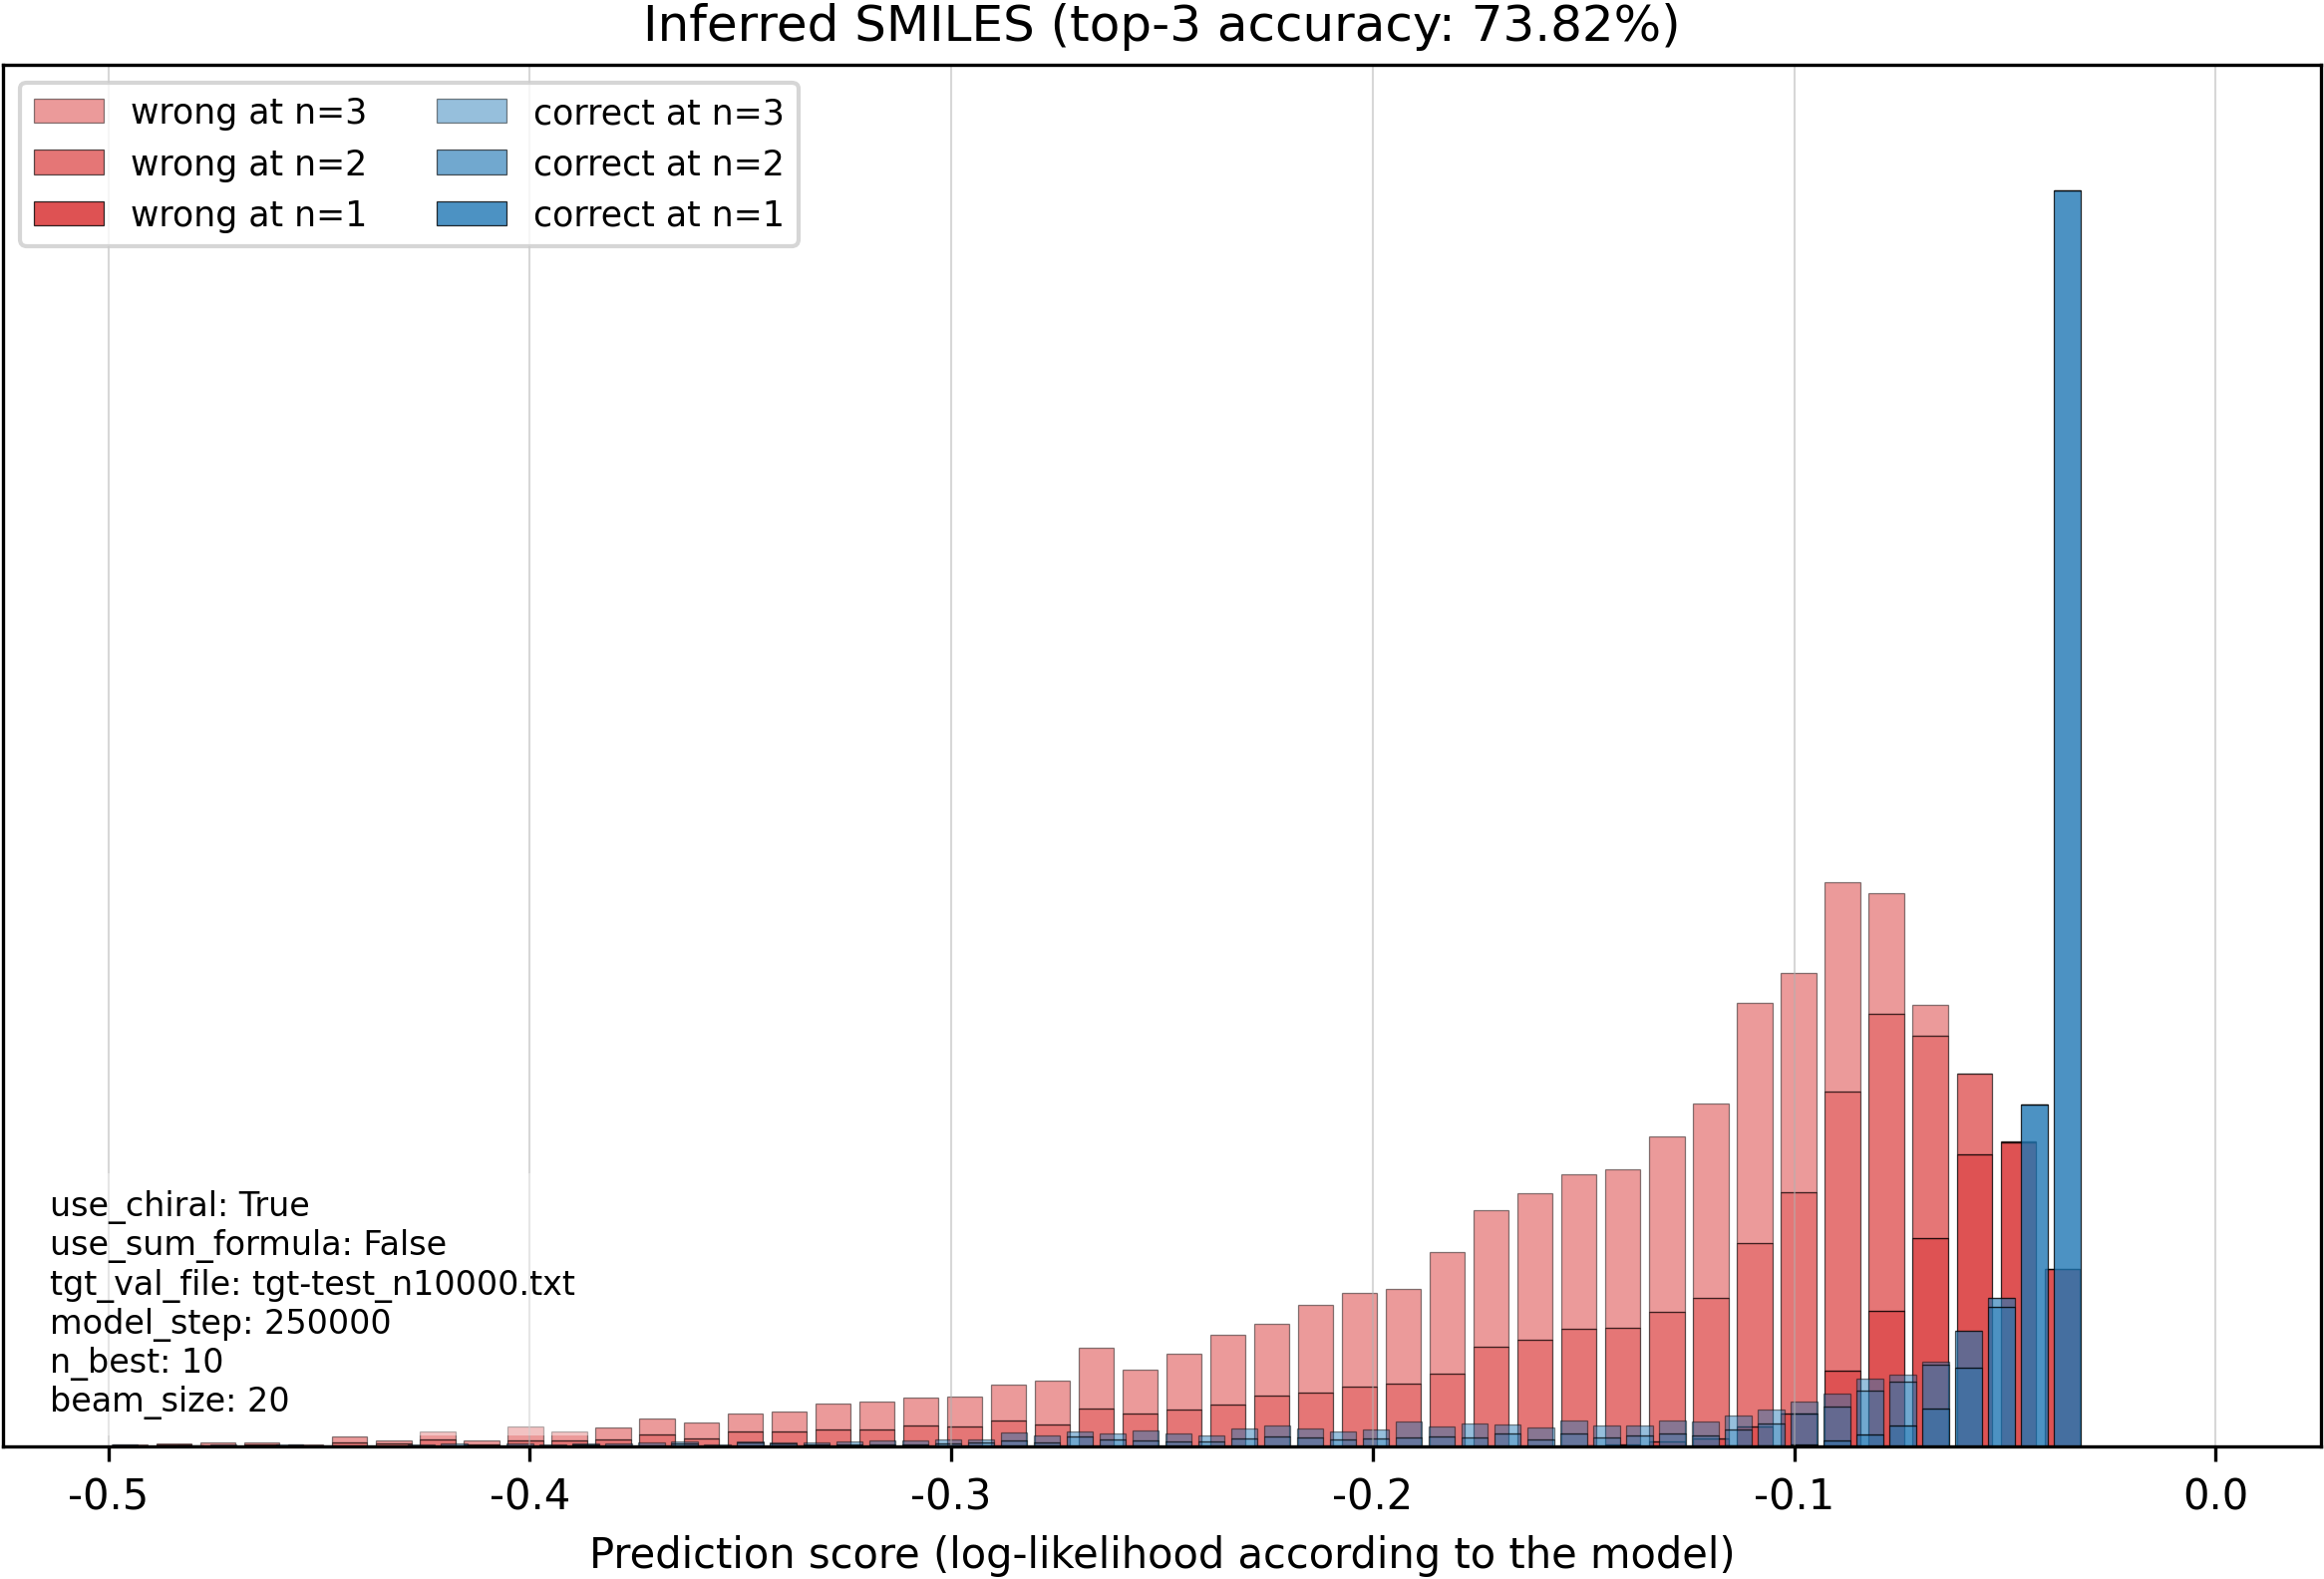 Inferred SMILES (top-3 accuracy: 73.82%)
wrong at n=3
wrong at n=2
wrong at n=1
correct at n=3
correct at n=2
correct at n=1
use_chiral: True
use_sum_formula: False
tgt_val_file: tgt-test_n10000.txt
model_step: 250000
n_best: 10
beam_size: 20
-0.5 -0.4 -0.3 -0.2 -0.1 0.0
Prediction score (log-likelihood according to the model)